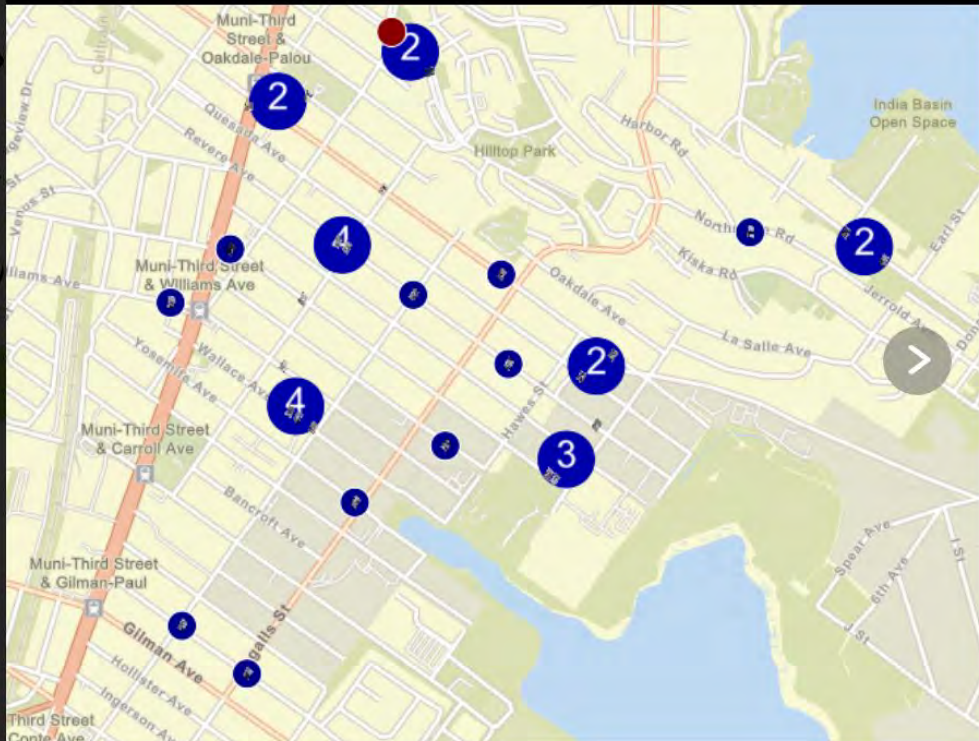 Muni-Third
Street &
Oakdale-Palou
2
2
India Basin
Open Space
Quesada Ave
Harbor Rd
Revere Ave
Hilltop Park
Venus St
4
Rd
2
Earl St
Kiska Rd
Muni-Third Street
& Williams Ave
Oakdale Ave
Jerrold Ave
La Salle Ave
Yosemite Ave
Wallace Ave
2
4
Hawes St
Muni-Third Street
& Carroll Ave
3
Bancroft Ave
Spear Ave
I St
6th Ave
Muni-Third Street
& Gilman-Paul
J St
Gilman Ave
galls St
Hollister Ave
Ingerson Ave
Third Street
Conte Ave